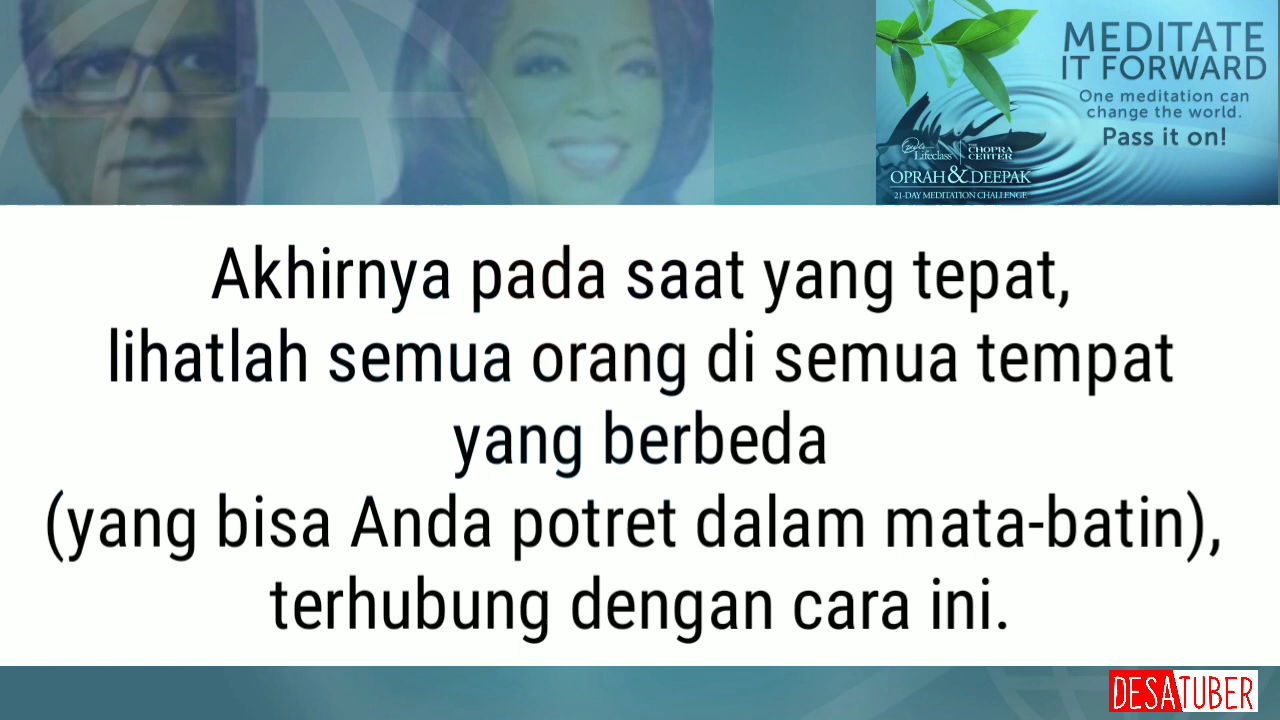 MEDITATE
IT FORWARD
One meditation can
change the world.
Pass it on!
Lifeclass
THE
CHOPRA
CENTER
OPRAH & DEEPAK
21-DAY MEDITATION CHALLENGE
Akhirnya pada saat yang tepat,
lihatlah semua orang di semua tempat
yang berbeda
(yang bisa Anda potret dalam mata-batin),
terhubung dengan cara ini.
DESATUBER